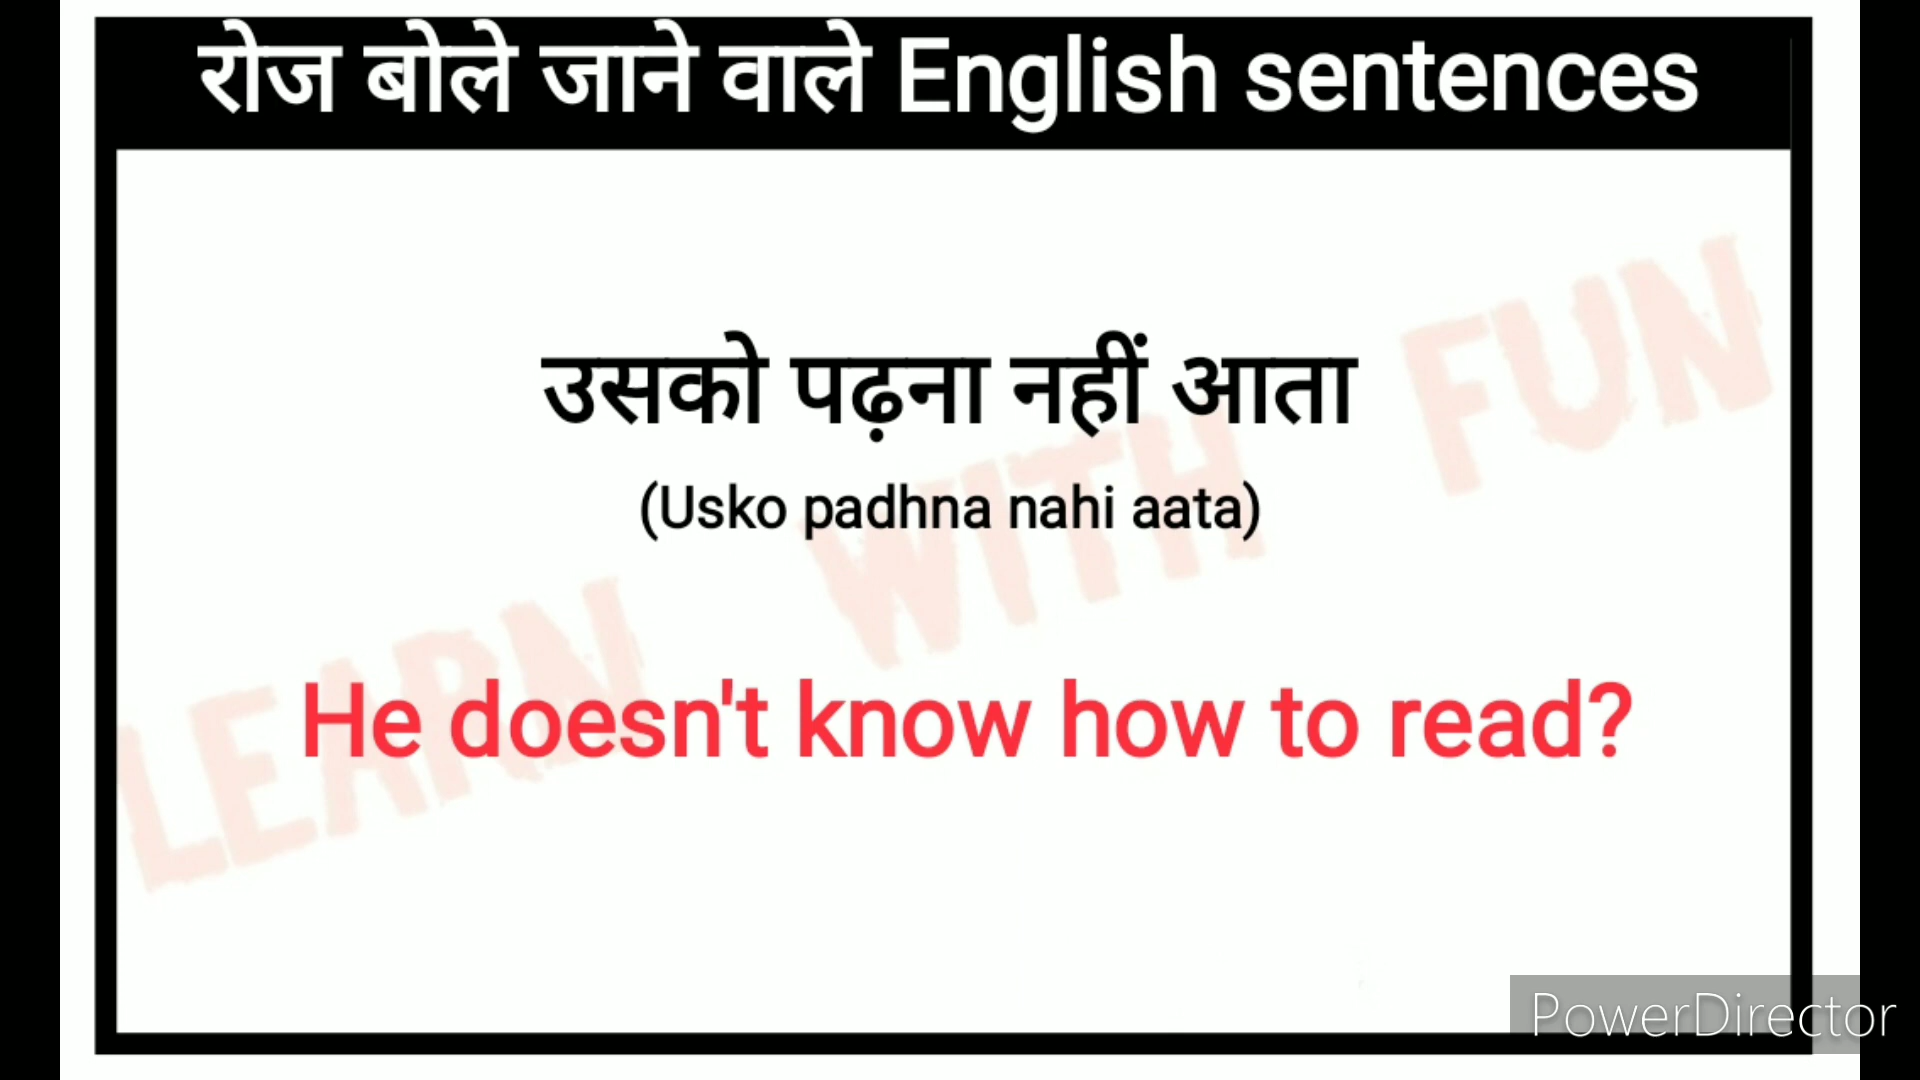 रोज बोले जाने वाले English sentences
उसको पढ़ना नहीं आता
(Usko padhna nahi aata)
He doesn't know how to read?
LEARN WITH FUN
PowerDirector